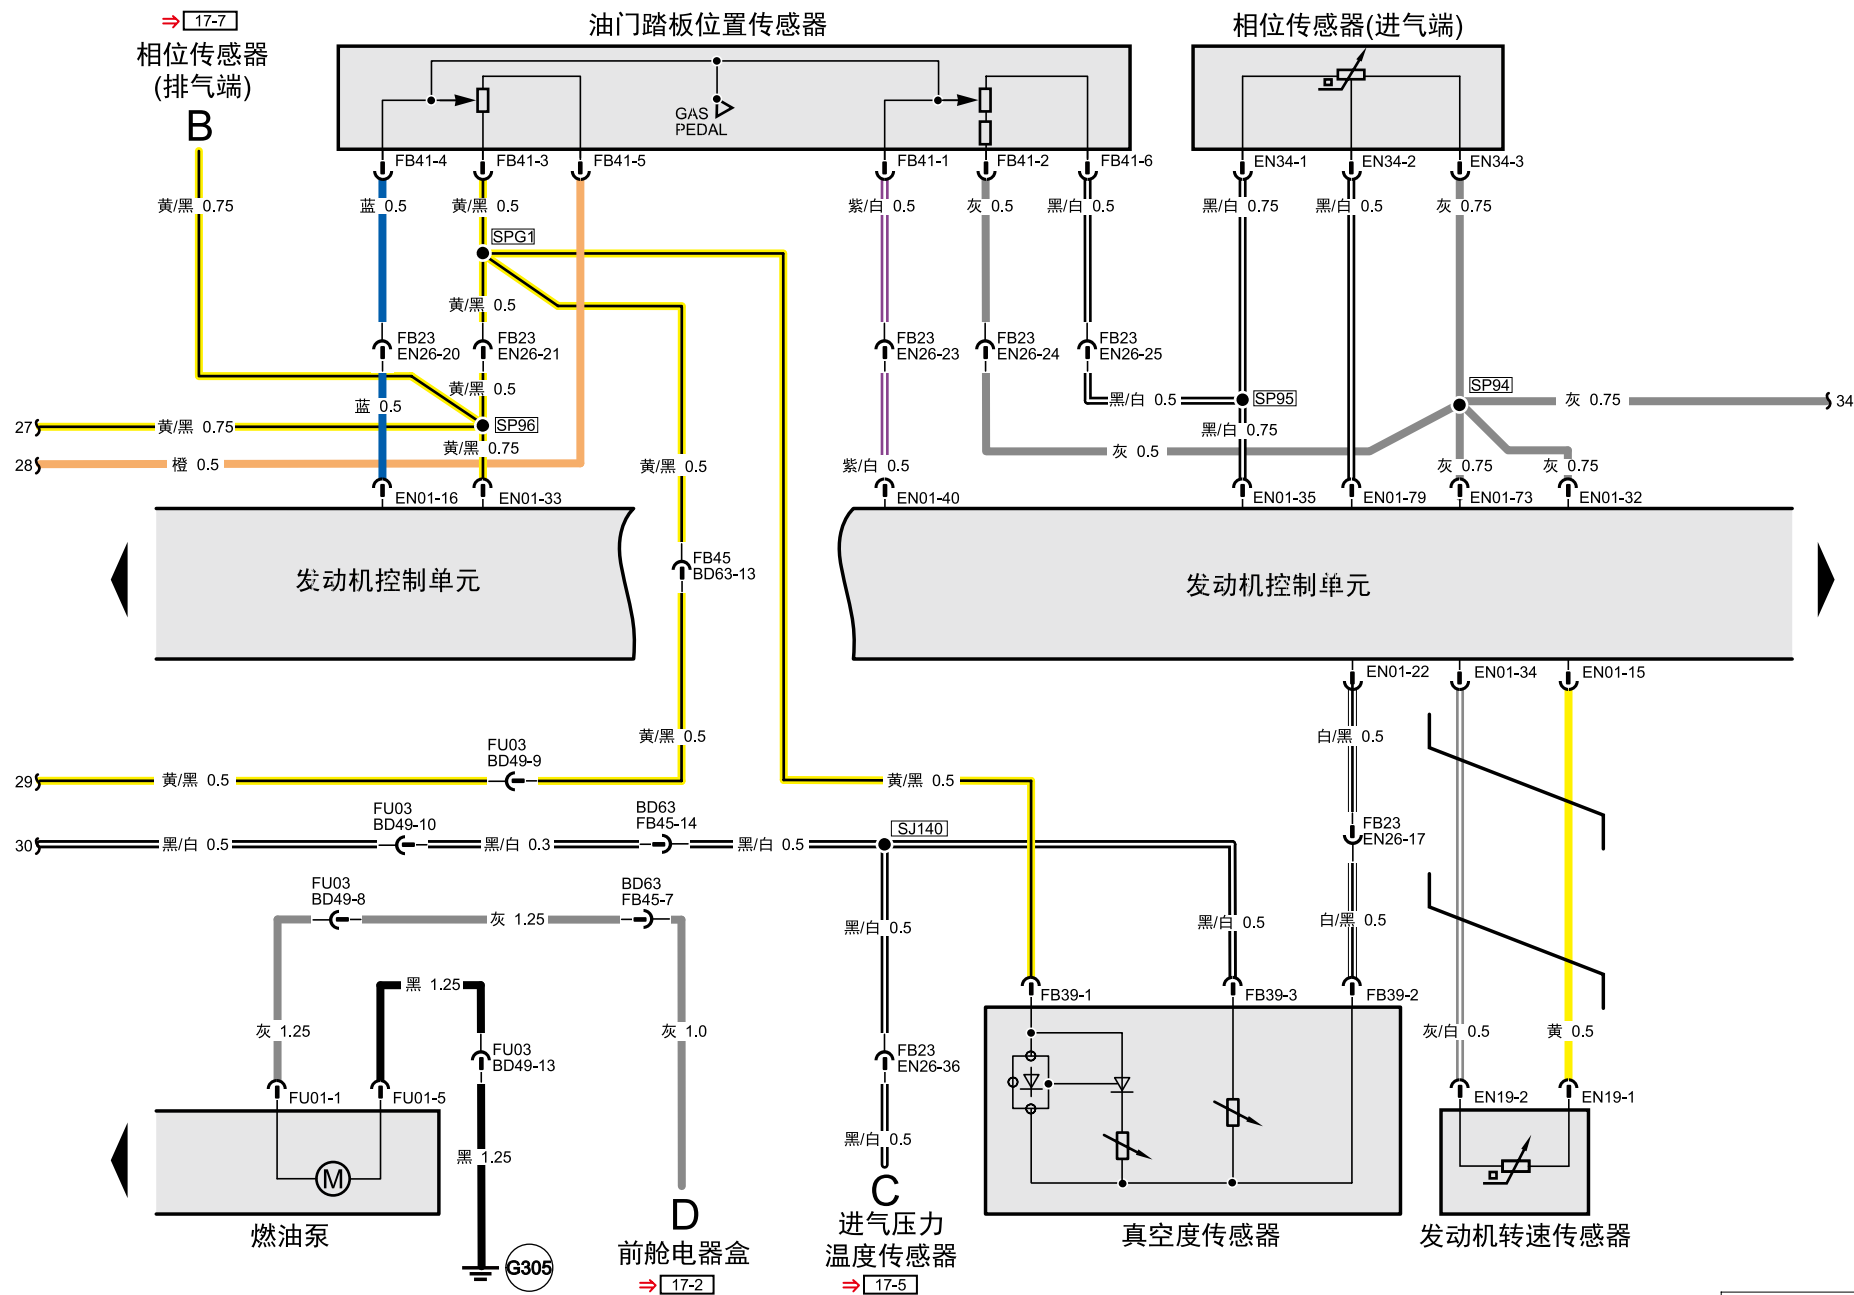 17-7
相位传感器
(排气端)
B
油门踏板位置传感器
相位传感器(进气端)
GAS
PEDAL
FB41-4
FB41-3
FB41-5
FB41-1
FB41-2
FB41-6
EN34-1
EN34-2
EN34-3
黄/黑 0.75
蓝 0.5
黄/黑 0.5
紫/白 0.5
灰 0.5
黑/白 0.5
黑/白 0.75
黑/白 0.5
灰 0.75
SPG1
黄/黑 0.5
FB23
EN26-20
FB23
EN26-21
FB23
EN26-23
FB23
EN26-24
FB23
EN26-25
黄/黑 0.5
蓝 0.5
SP96
黑/白 0.5
SP95
SP94
灰 0.75
34
27
黄/黑 0.75
黄/黑 0.75
黑/白 0.75
灰 0.5
28
橙 0.5
黄/黑 0.5
紫/白 0.5
灰 0.75
灰 0.75
EN01-16
EN01-33
EN01-40
EN01-35
EN01-79
EN01-73
EN01-32
发动机控制单元
FB45
BD63-13
发动机控制单元
EN01-22
EN01-34
EN01-15
黄/黑 0.5
白/黑 0.5
29
黄/黑 0.5
FU03
BD49-9
黄/黑 0.5
30
黑/白 0.5
FU03
BD49-10
黑/白 0.3
BD63
FB45-14
黑/白 0.5
SJ140
FB23
EN26-17
FU03
BD49-8
灰 1.25
BD63
FB45-7
黑/白 0.5
黑/白 0.5
白/黑 0.5
黑 1.25
FB39-1
FB39-3
FB39-2
灰 1.25
灰 1.0
灰/白 0.5
黄 0.5
FU03
BD49-13
FB23
EN26-36
FU01-1
FU01-5
EN19-2
EN19-1
M
黑 1.25
黑/白 0.5
燃油泵
G305
D
前舱电器盒
17-2
C
进气压力
温度传感器
17-5
真空度传感器
发动机转速传感器